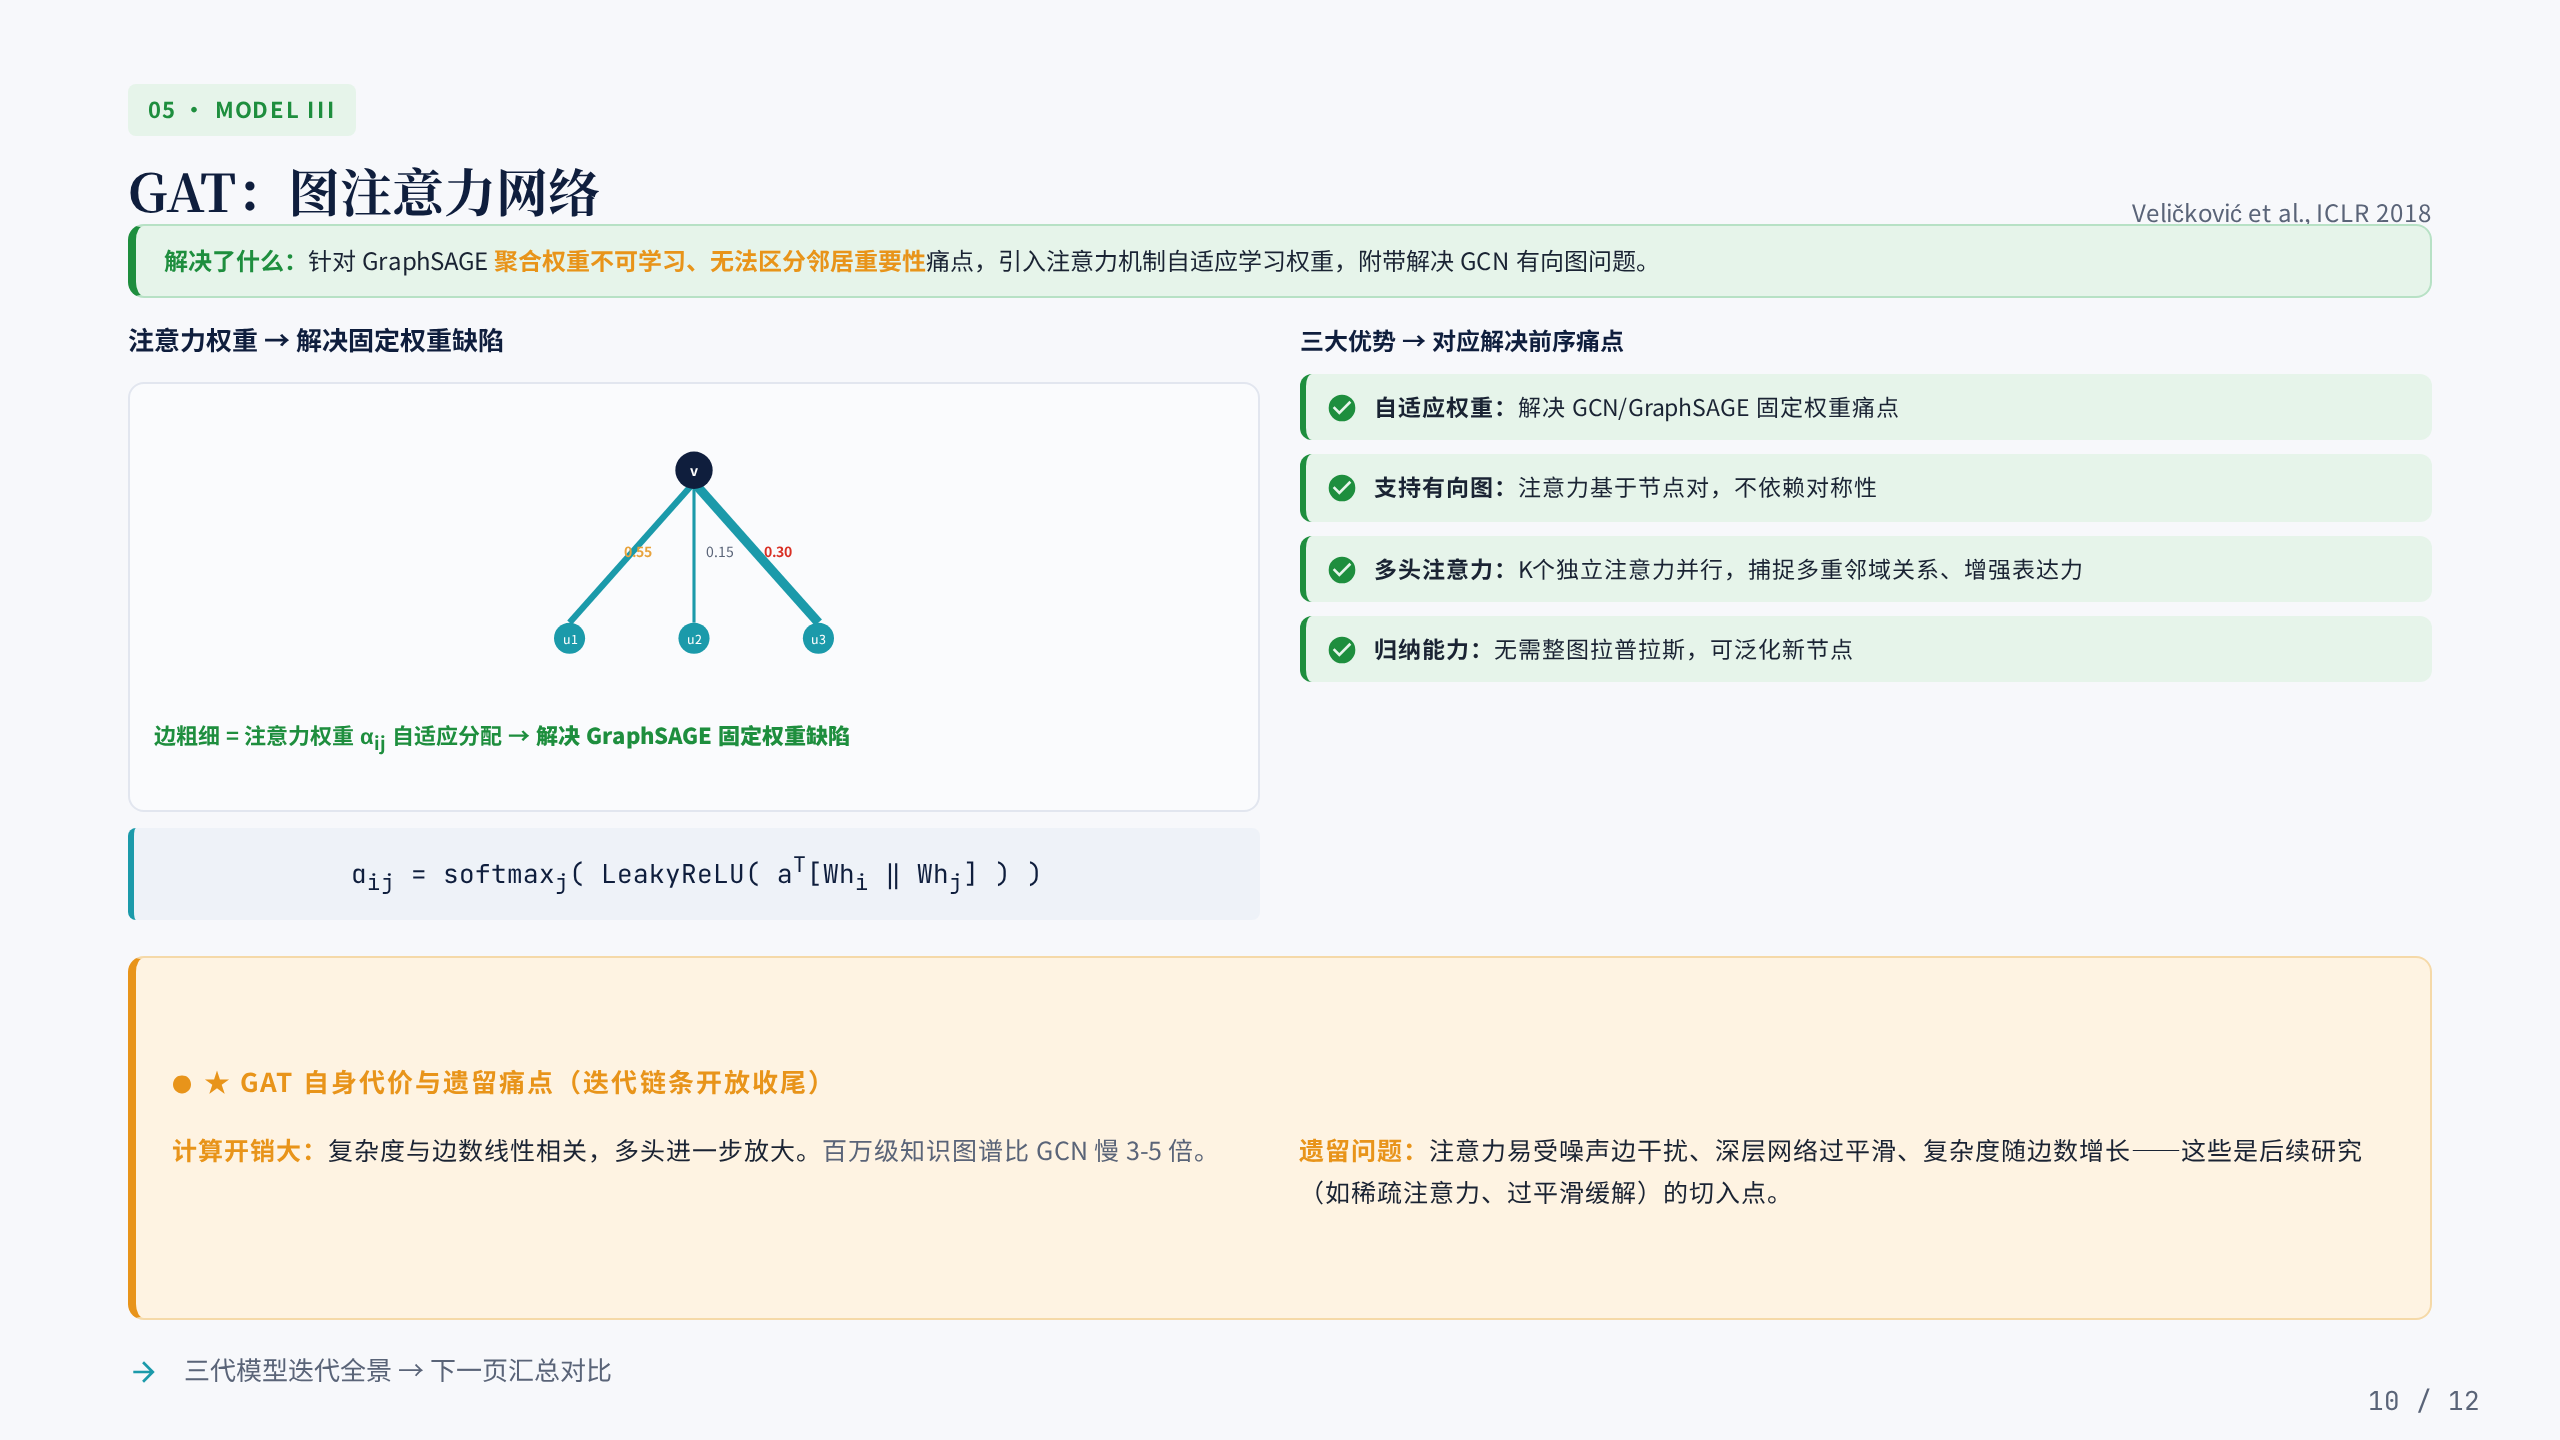 05 • MODEL III
GAT：图注意力网络
Veličković et al., ICLR 2018
解决了什么：针对 GraphSAGE 聚合权重不可学习、无法区分邻居重要性痛点，引入注意力机制自适应学习权重，附带解决 GCN 有向图问题。
注意力权重 → 解决固定权重缺陷
v
0.55
0.15
0.30
u1
u2
u3
边粗细 = 注意力权重 αij 自适应分配 → 解决 GraphSAGE 固定权重缺陷
αij = softmaxj( LeakyReLU( aT[Whi ‖ Whj] ) )
三大优势 → 对应解决前序痛点
自适应权重：解决 GCN/GraphSAGE 固定权重痛点
支持有向图：注意力基于节点对，不依赖对称性
多头注意力：K个独立注意力并行，捕捉多重邻域关系、增强表达力
归纳能力：无需整图拉普拉斯，可泛化新节点
● ★ GAT 自身代价与遗留痛点（迭代链条开放收尾）
计算开销大：复杂度与边数线性相关，多头进一步放大。百万级知识图谱比 GCN 慢 3-5 倍。
遗留问题：注意力易受噪声边干扰、深层网络过平滑、复杂度随边数增长——这些是后续研究
（如稀疏注意力、过平滑缓解）的切入点。
→ 三代模型迭代全景 → 下一页汇总对比
10 / 12